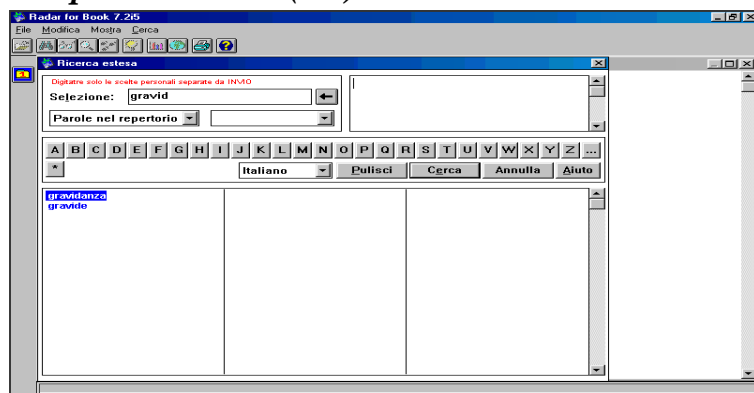 Radar for Book 7.2i5
File Modifica Mostra Cerca
Ricerca estesa
Digitatre solo le scelte personali separate da INVIO
Selezione: gravid
Parole nel repertorio
A B C D E F G H I J K L M N O P Q R S T U V W X Y Z ...
* Italiano Pulisci Cerca Annulla Aiuto
gravidanza
gravide